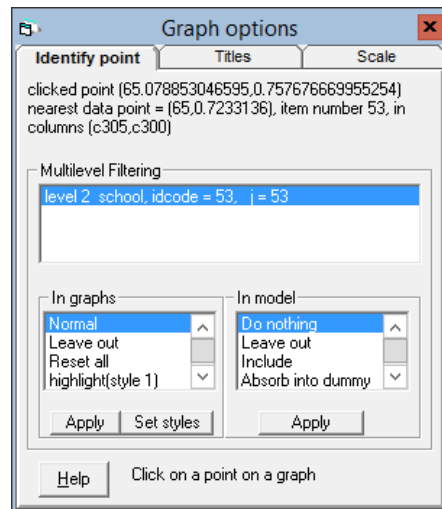 Graph options
Identify point
Titles
Scale
clicked point (65.078853046595,0.757676669955254)
nearest data point = (65,0.7233136), item number 53, in
columns (c305,c300)
Multilevel Filtering
level 2 school, idcode = 53, j = 53
In graphs
Normal
Leave out
Reset all
highlight(style 1)
Apply
Set styles
In model
Do nothing
Leave out
Include
Absorb into dummy
Apply
Help
Click on a point on a graph